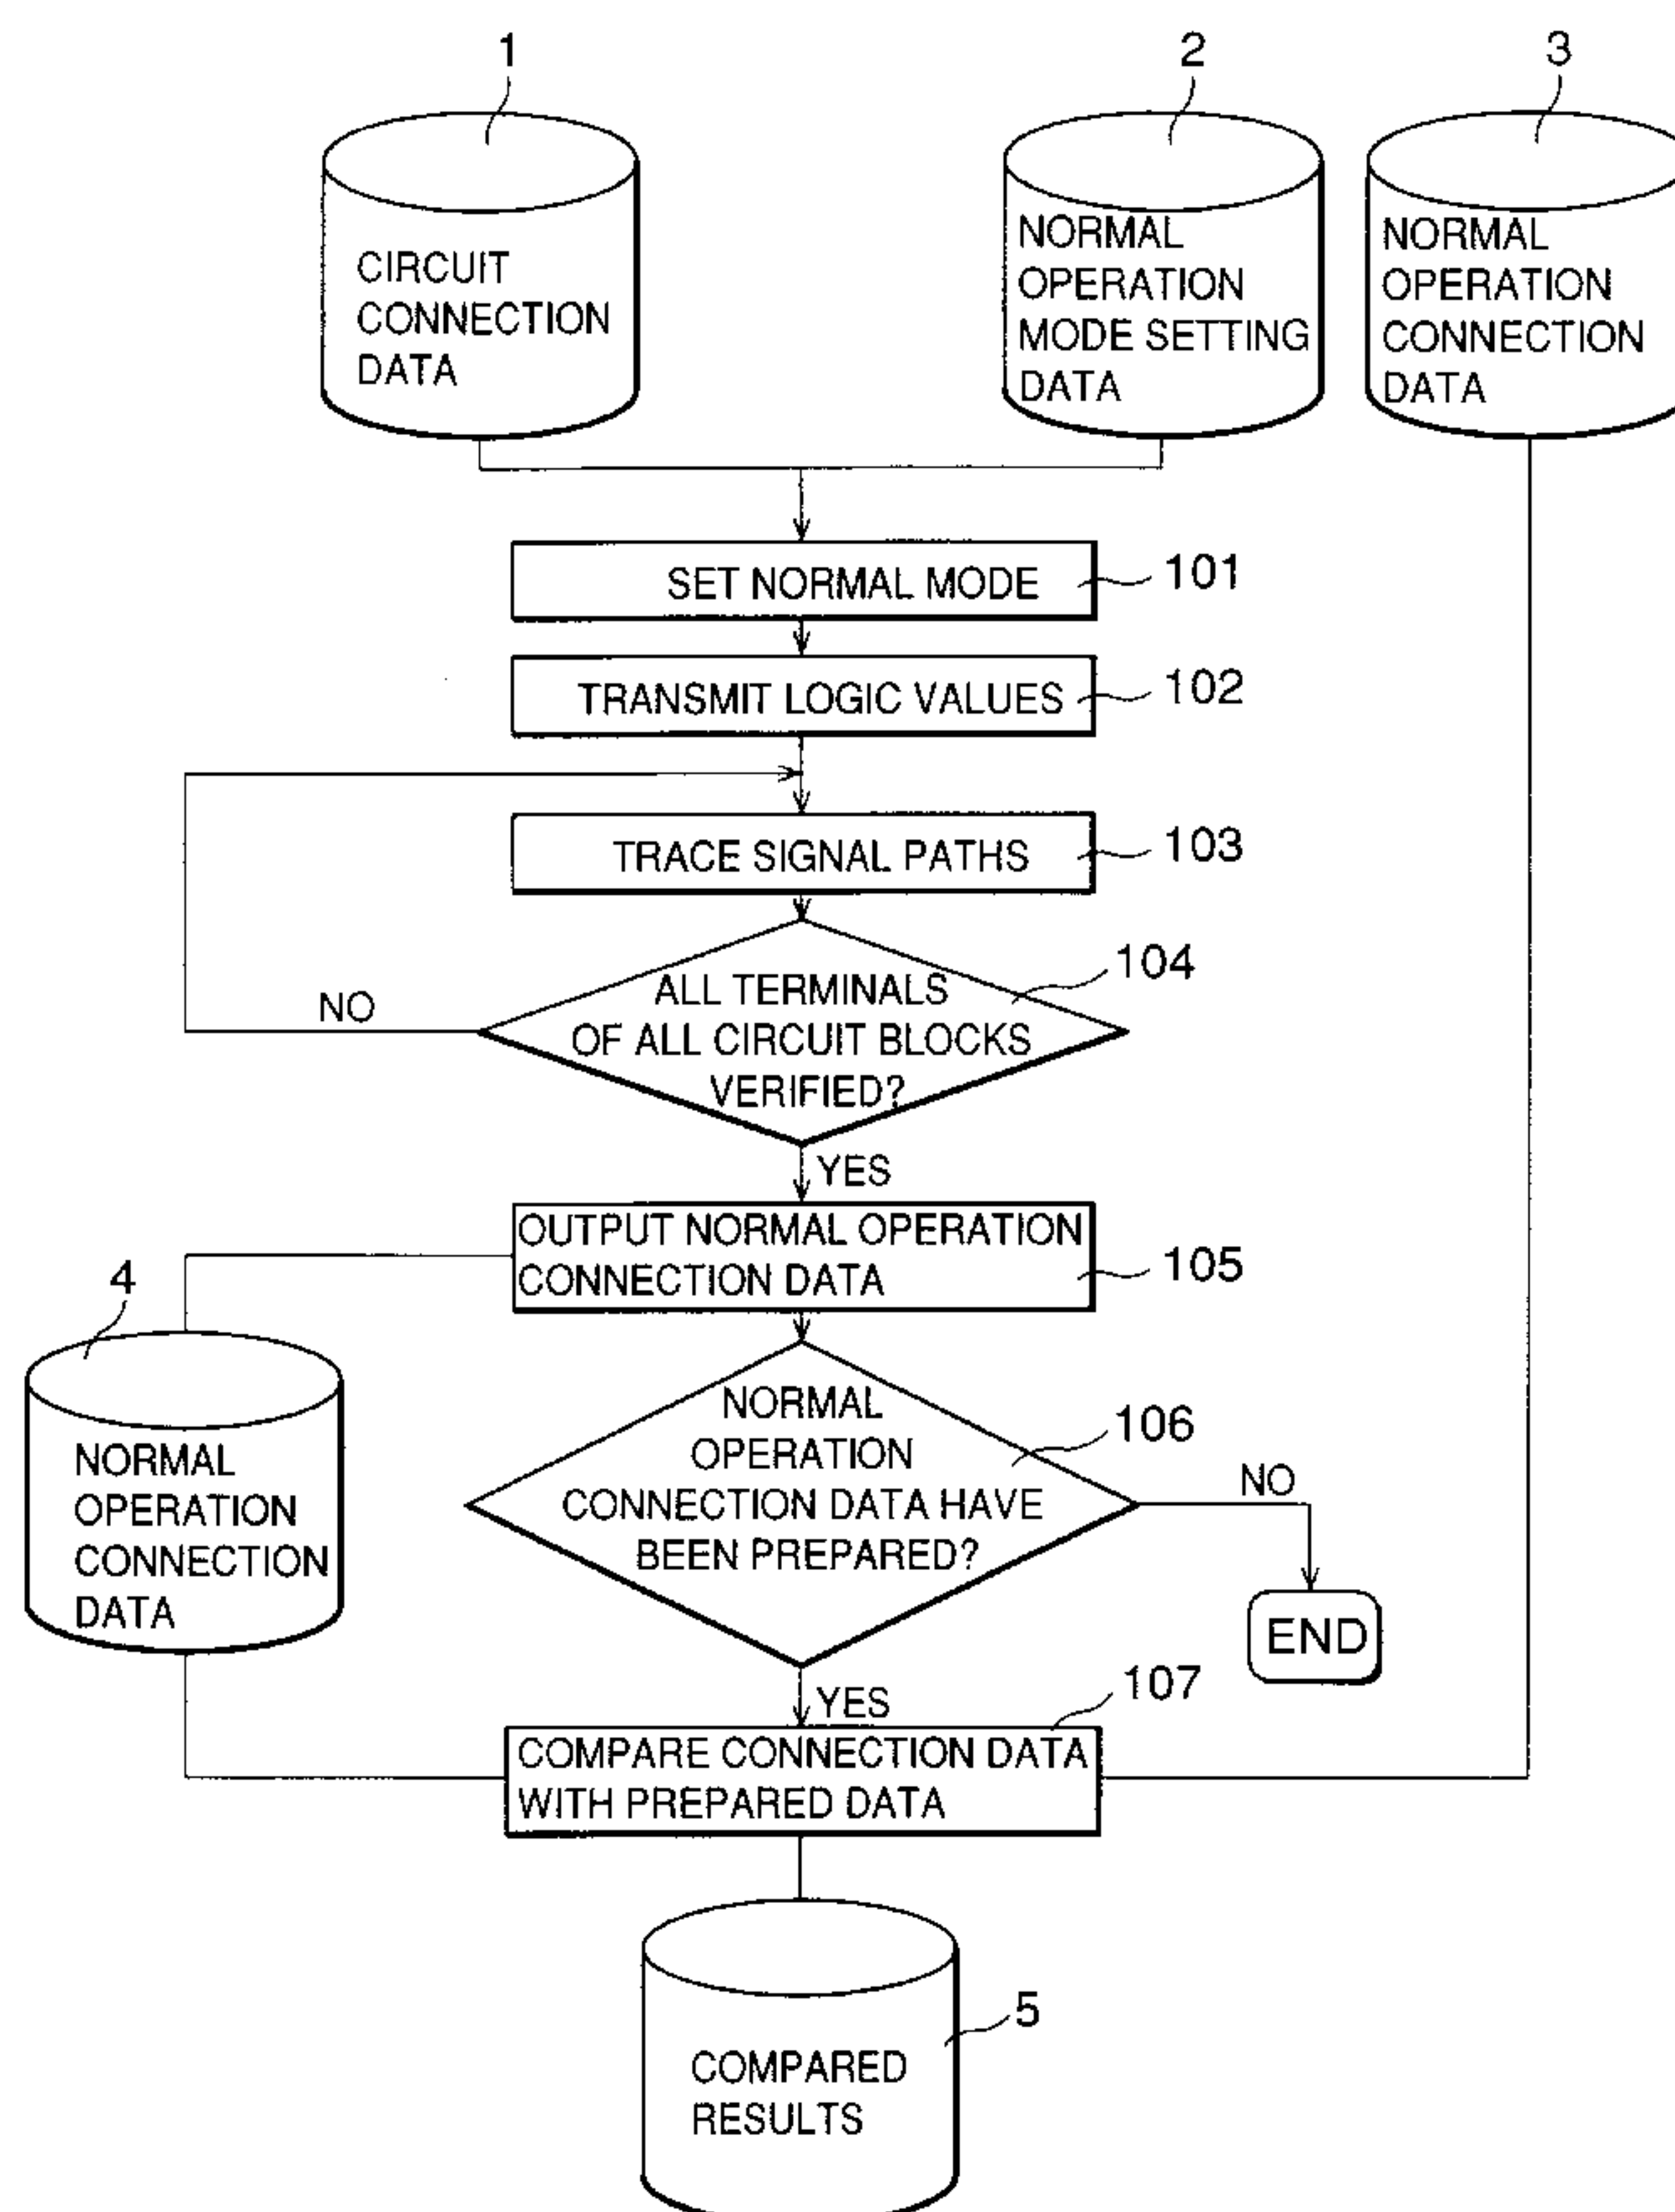 1
2
3
CIRCUIT
CONNECTION
DATA
NORMAL
OPERATION
MODE SETTING
DATA
NORMAL
OPERATION
CONNECTION
DATA
SET NORMAL MODE
101
TRANSMIT LOGIC VALUES
102
TRACE SIGNAL PATHS
103
104
ALL TERMINALS
OF ALL CIRCUIT BLOCKS
VERIFIED?
NO
YES
OUTPUT NORMAL OPERATION
CONNECTION DATA
105
4
NORMAL
OPERATION
CONNECTION
DATA
NORMAL
OPERATION
CONNECTION DATA HAVE
BEEN PREPARED?
106
NO
END
YES
107
COMPARE CONNECTION DATA
WITH PREPARED DATA
5
COMPARED
RESULTS